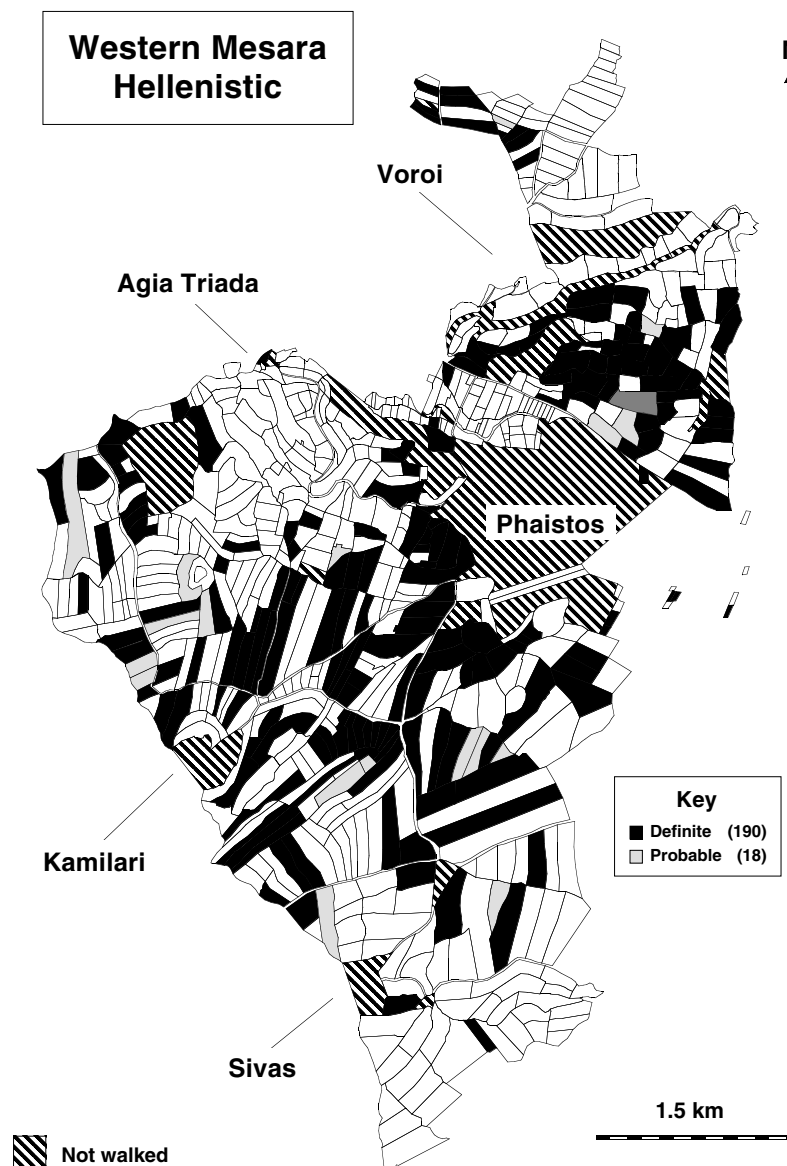 Western Mesara
Hellenistic
Voroi
Agia Triada
Phaistos
Key
Definite (190)
Probable (18)
Kamilari
Sivas
1.5 km
Not walked